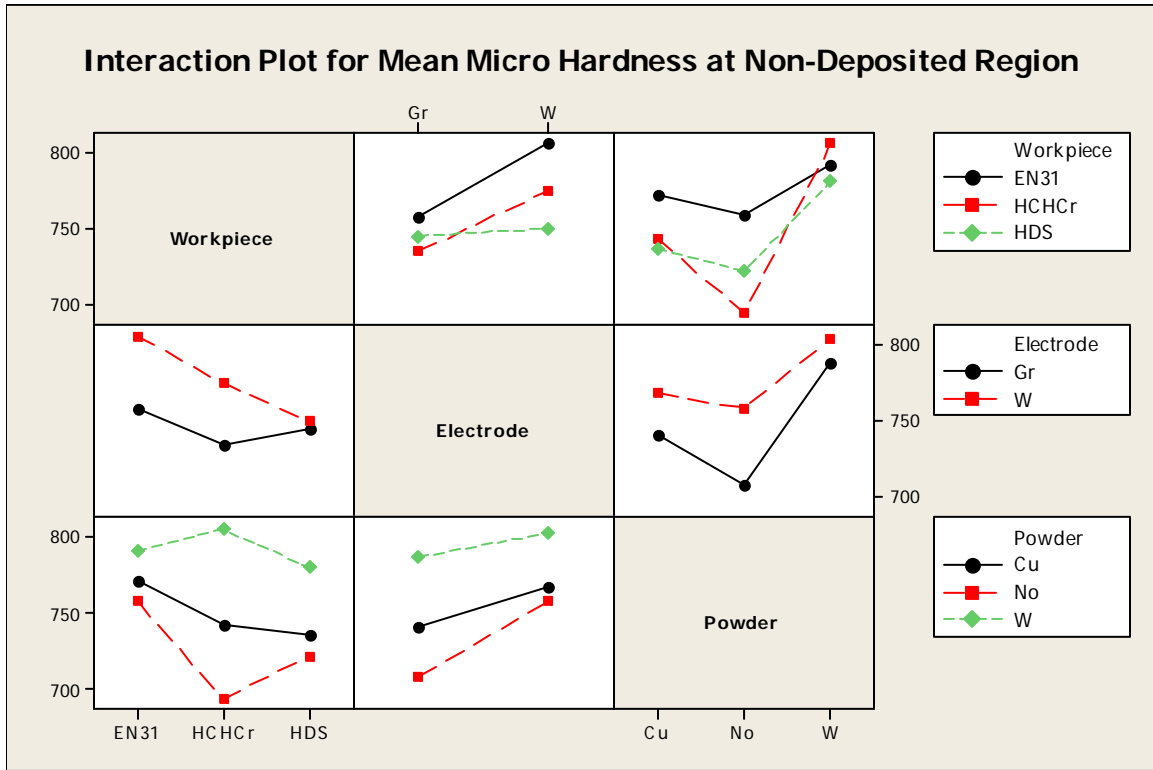 Interaction Plot for Mean Micro Hardness at Non-Deposited Region
Gr W
800
750
700
Workpiece
Workpiece
EN31
HCHCr
HDS
Electrode
800
750
700
Electrode
Gr
W
800
750
700
Powder
Powder
Cu
No
W
EN31 HCHCr HDS
Cu No W